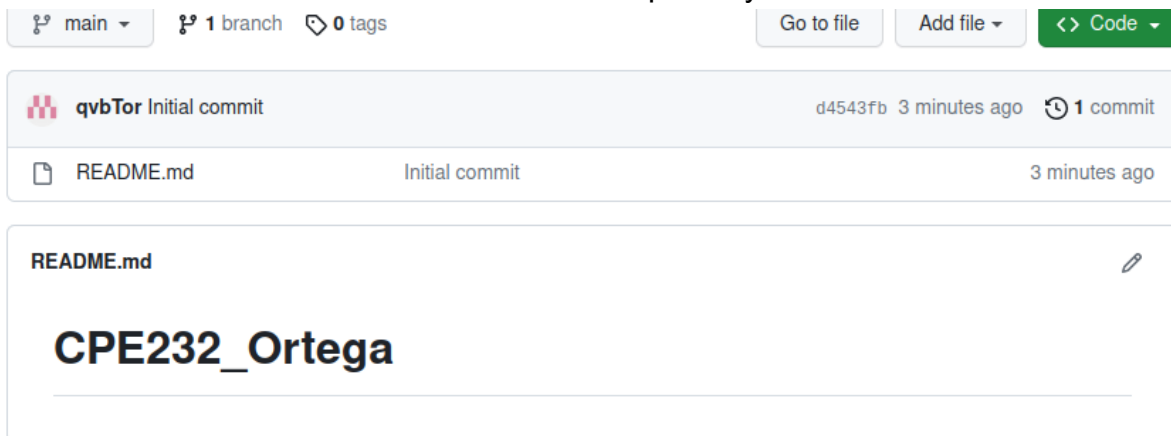 main 1 branch 0 tags Go to file Add file <> Code
qvbTor Initial commit d4543fb 3 minutes ago 1 commit
README.md Initial commit 3 minutes ago
README.md
CPE232_Ortega